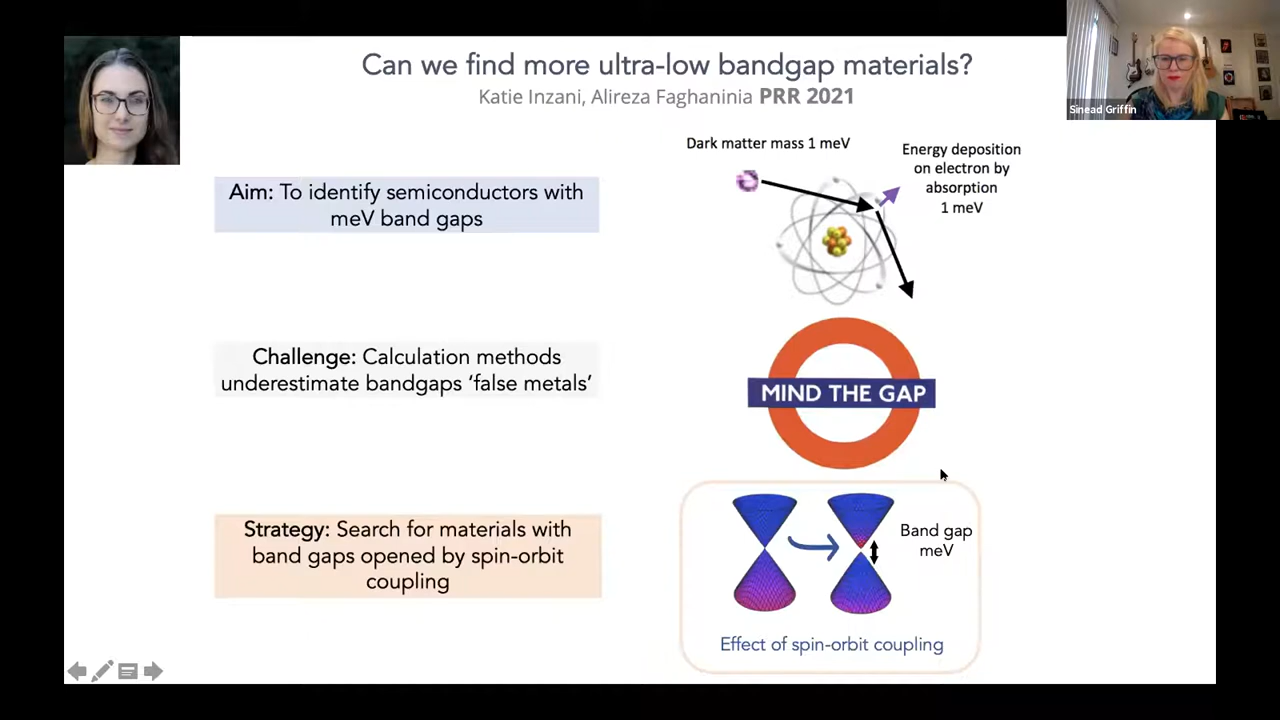 Can we find more ultra-low bandgap materials?
Katie Inzani, Alireza Faghaninia PRR 2021
Sinead Griffin
Aim: To identify semiconductors with
meV band gaps
Dark matter mass 1 meV
Energy deposition
on electron by
absorption
1 meV
Challenge: Calculation methods
underestimate bandgaps ‘false metals’
MIND THE GAP
Strategy: Search for materials with
band gaps opened by spin-orbit
coupling
Band gap
meV
Effect of spin-orbit coupling